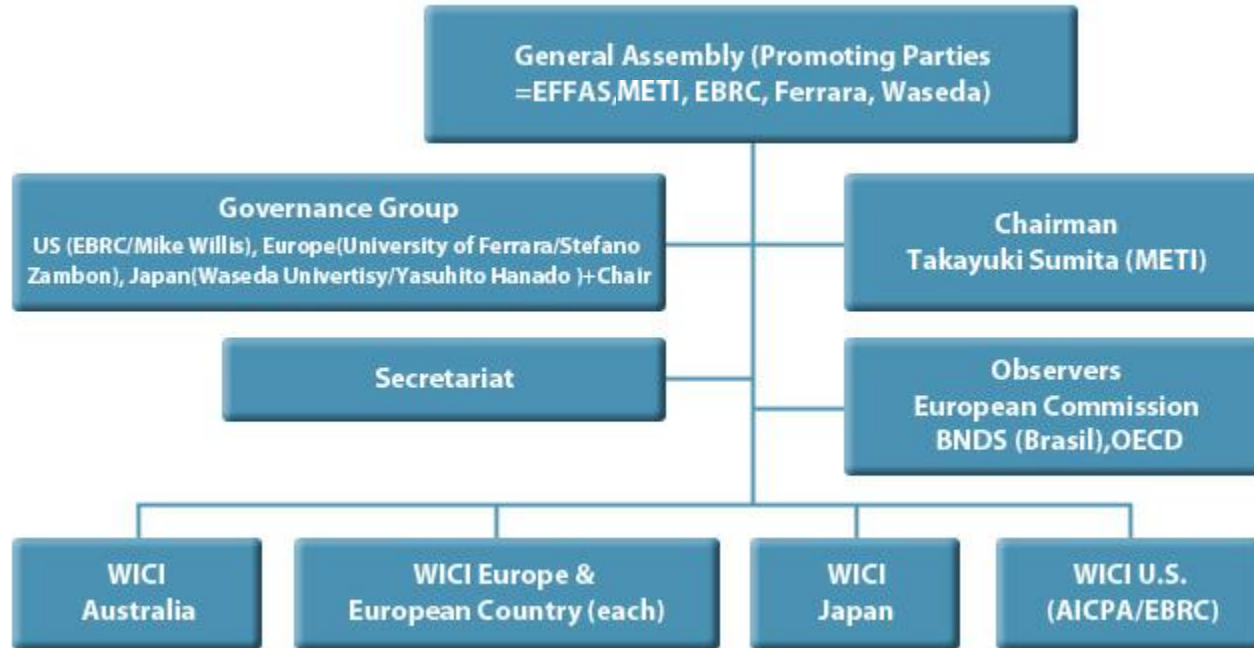 General Assembly (Promoting Parties
=EFFAS,METI, EBRC, Ferrara, Waseda)
Governance Group
US (EBRC/Mike Willis), Europe(University of Ferrara/Stefano
Zambon), Japan(Waseda Univertisy/Yasuhito Hanado )+Chair
Chairman
Takayuki Sumita (METI)
Secretariat
Observers
European Commission
BNDS (Brasil),OECD
WICI
Australia
WICI Europe &
European Country (each)
WICI
Japan
WICI U.S.
(AICPA/EBRC)